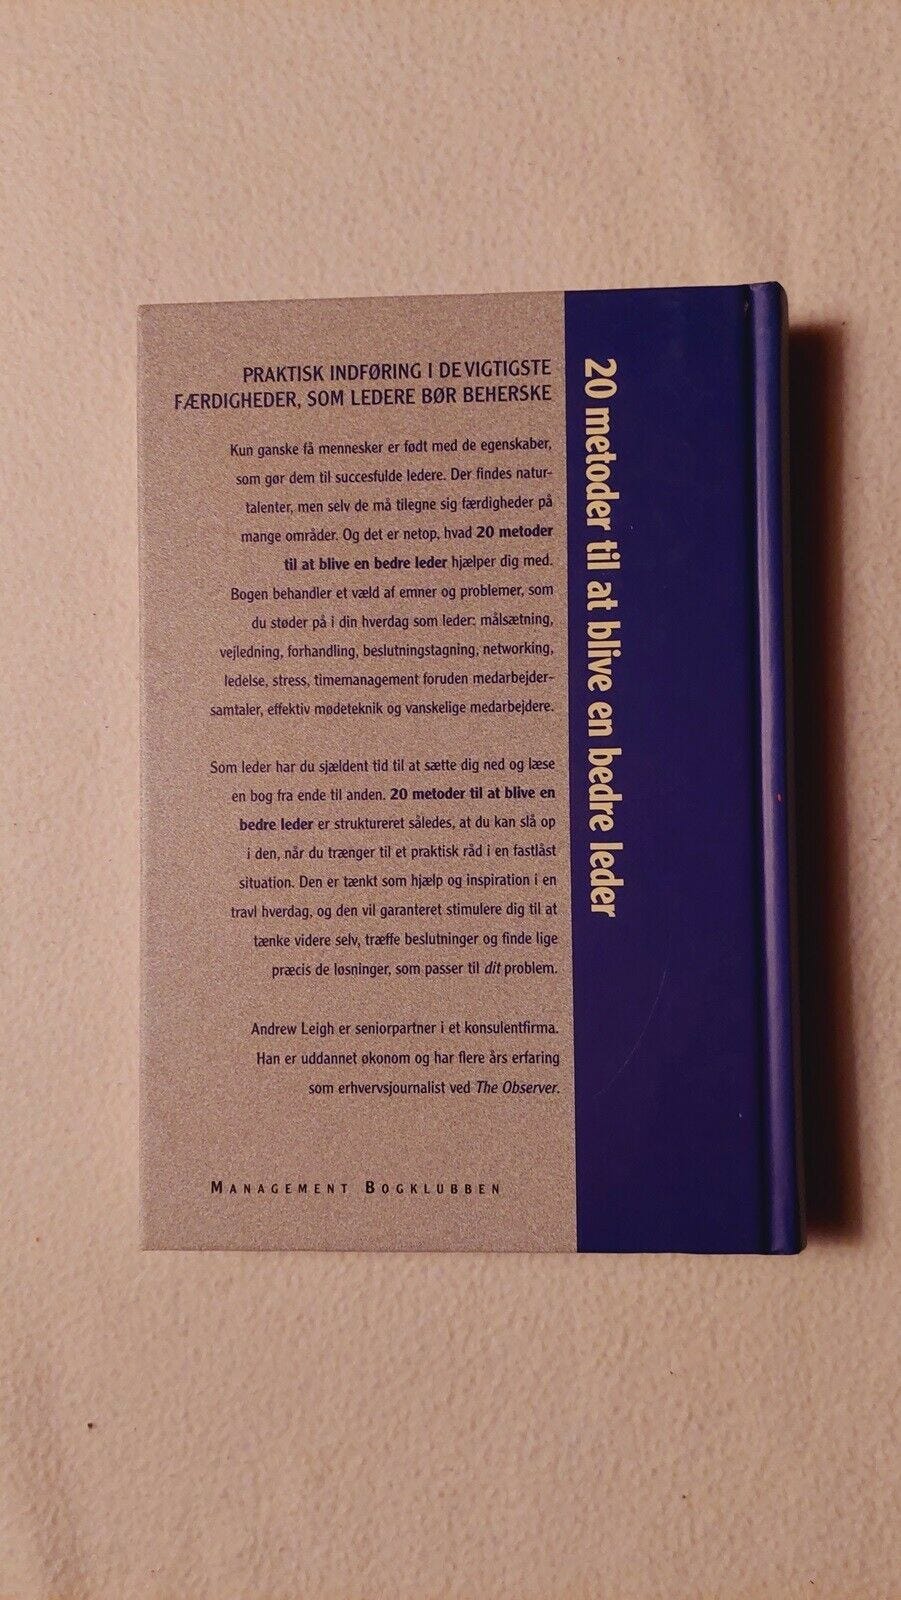 PRAKTISK INDFØRING I DE VIGTIGSTE
FÆRDIGHEDER, SOM LEDERE BØR BEHERSKE
Kun ganske få mennesker er født med de egenskaber,
som gør dem til succesfulde ledere. Der findes natur-
talenter, men selv de må tilegne sig færdigheder på
mange områder. Og det er netop, hvad 20 metoder
til at blive en bedre leder hjælper dig med.
Bogen behandler et væld af emner og problemer, som
du støder på i din hverdag som leder: målsætning,
vejledning, forhandling, beslutningstagning, networking,
ledelse, stress, timemanagement foruden medarbejder-
samtaler, effektiv mødeteknik og vanskelige medarbejdere.
Som leder har du sjældent tid til at sætte dig ned og læse
en bog fra ende til anden. 20 metoder til at blive en
bedre leder er struktureret således, at du kan slå op
i den, når du trænger til et praktisk råd i en fastlåst
situation. Den er tænkt som hjælp og inspiration i en
travl hverdag, og den vil garanteret stimulere dig til at
tænke videre selv, træffe beslutninger og finde lige
præcis de løsninger, som passer til dit problem.
Andrew Leigh er seniorpartner i et konsulentfirma.
Han er uddannet økonom og har flere års erfaring
som erhvervsjournalist ved The Observer.
MANAGEMENT BOGKLUBBEN
20 metoder til at blive en bedre leder